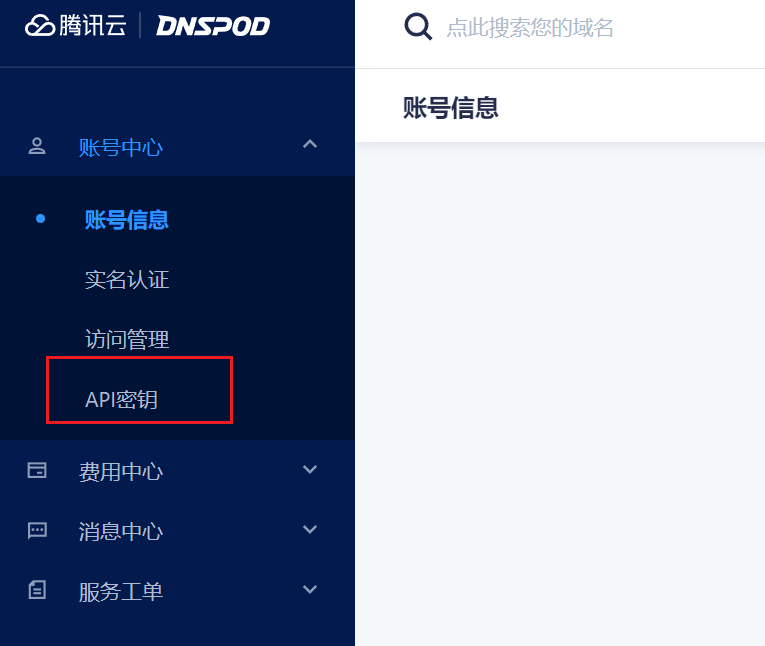 腾讯云 DNSPOD
点此搜索您的域名
账号信息
账号中心
账号信息
实名认证
访问管理
API密钥
费用中心
消息中心
服务工单